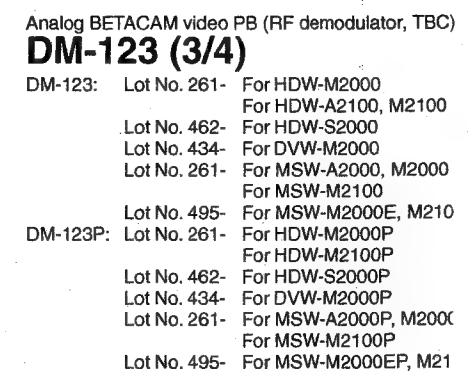 Analog BETACAM video PB (RF demodulator, TBC)
DM-123 (3/4)
DM-123: Lot No. 261- For HDW-M2000
For HDW-A2100, M2100
Lot No. 462- For HDW-S2000
Lot No. 434- For DVW-M2000
Lot No. 261- For MSW-A2000, M2000
For MSW-M2100
Lot No. 495- For MSW-M2000E, M210
DM-123P: Lot No. 261- For HDW-M2000P
For HDW-M2100P
Lot No. 462- For HDW-S2000P
Lot No. 434- For DVW-M2000P
Lot No. 261- For MSW-A2000P,
For MSW-M2100P
Lot No. 495- For MSW-M2000EP, M21